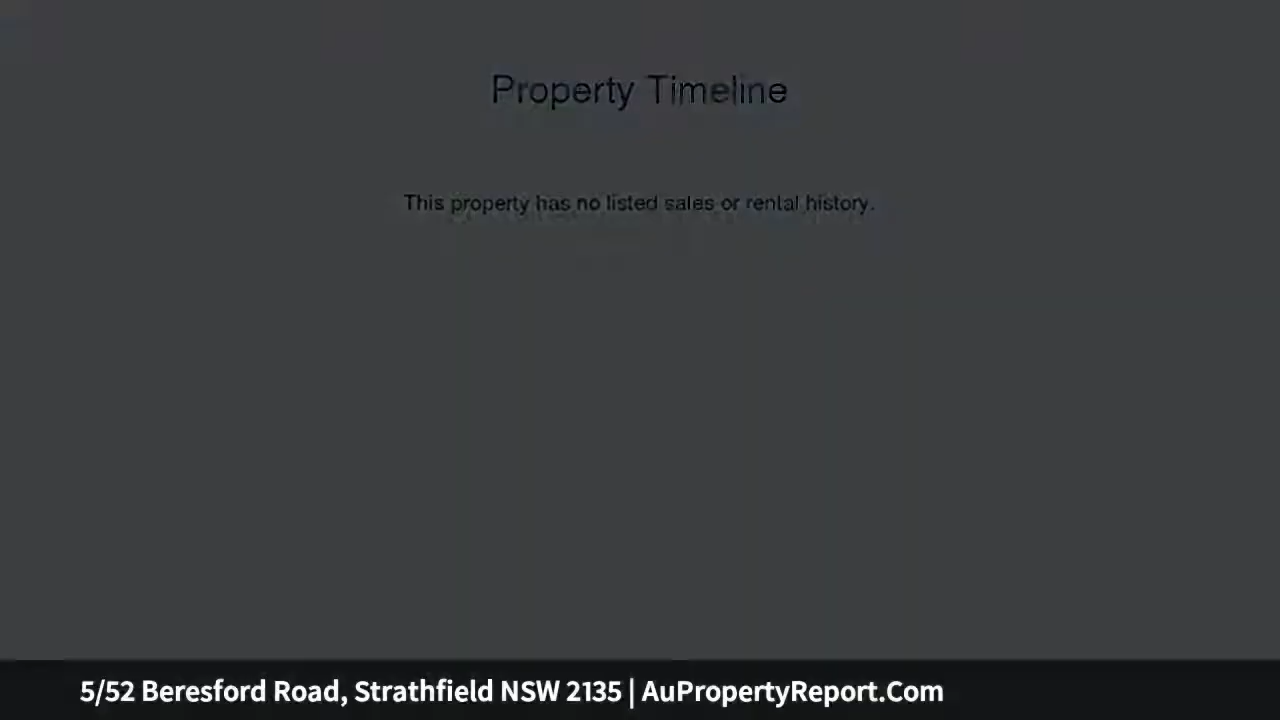 Property Timeline
This property has no listed sales or rental history.
5/52 Beresford Road, Strathfield NSW 2135 | AuPropertyReport.Com